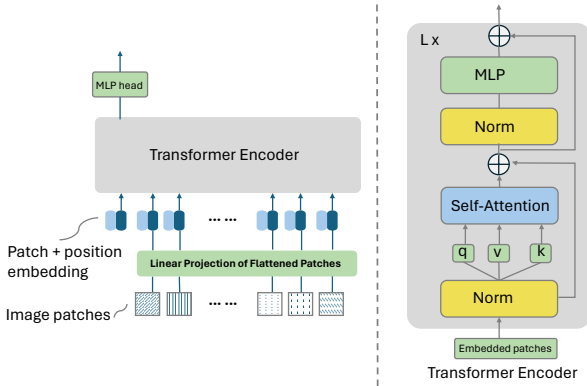 MLP head
Transformer Encoder
... ...
Patch + position
embedding
Linear Projection of Flattened Patches
Image patches
... ...
L x
MLP
Norm
Self-Attention
q
v
k
Norm
Embedded patches
Transformer Encoder